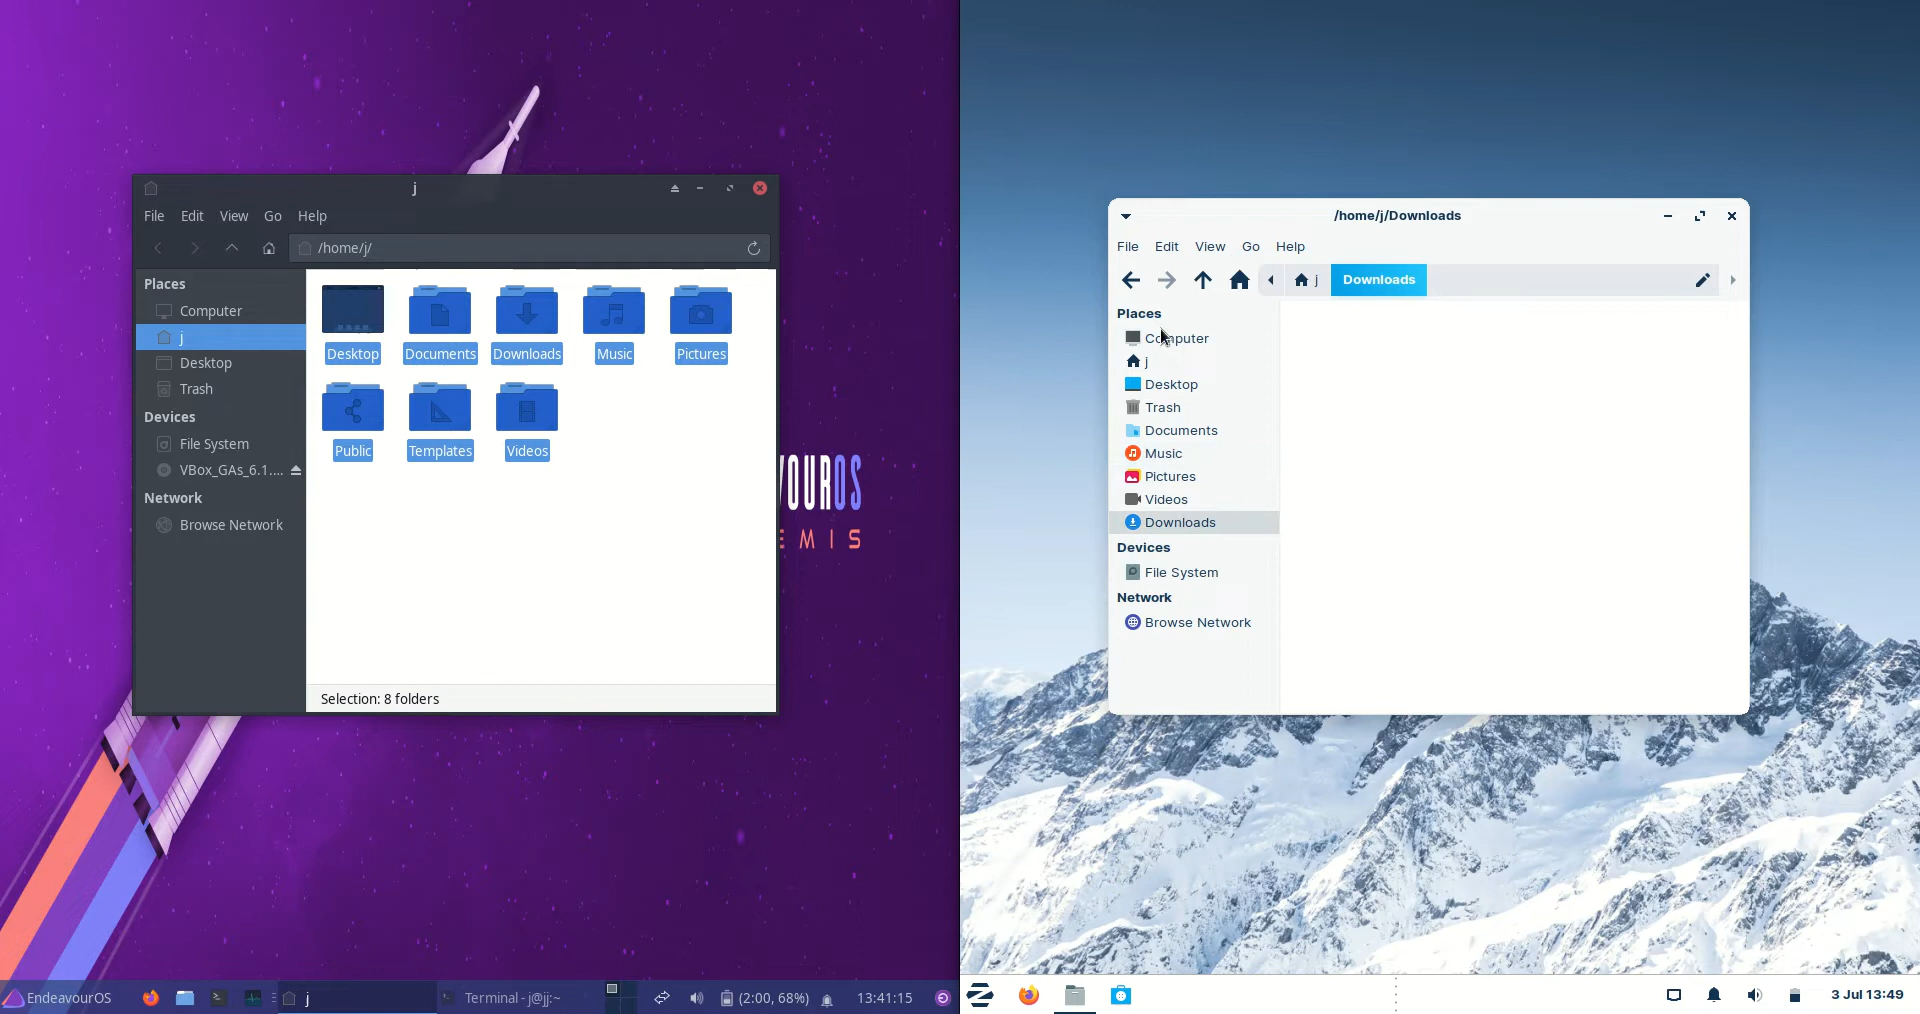 j
File Edit View Go Help
/home/j/
Places
Computer
j
Desktop
Trash
Devices
File System
VBox_GAs_6.1....
Network
Browse Network
Desktop Documents Downloads Music Pictures
Public Templates Videos
Selection: 8 folders
VOUROS
EMIS
EndeavourOS
j
Terminal - j@jj:~
(2:00, 68%)
13:41:15
/home/j/Downloads
File Edit View Go Help
j Downloads
Places
Computer
j
Desktop
Trash
Documents
Music
Pictures
Videos
Downloads
Devices
File System
Network
Browse Network
3 Jul 13:49